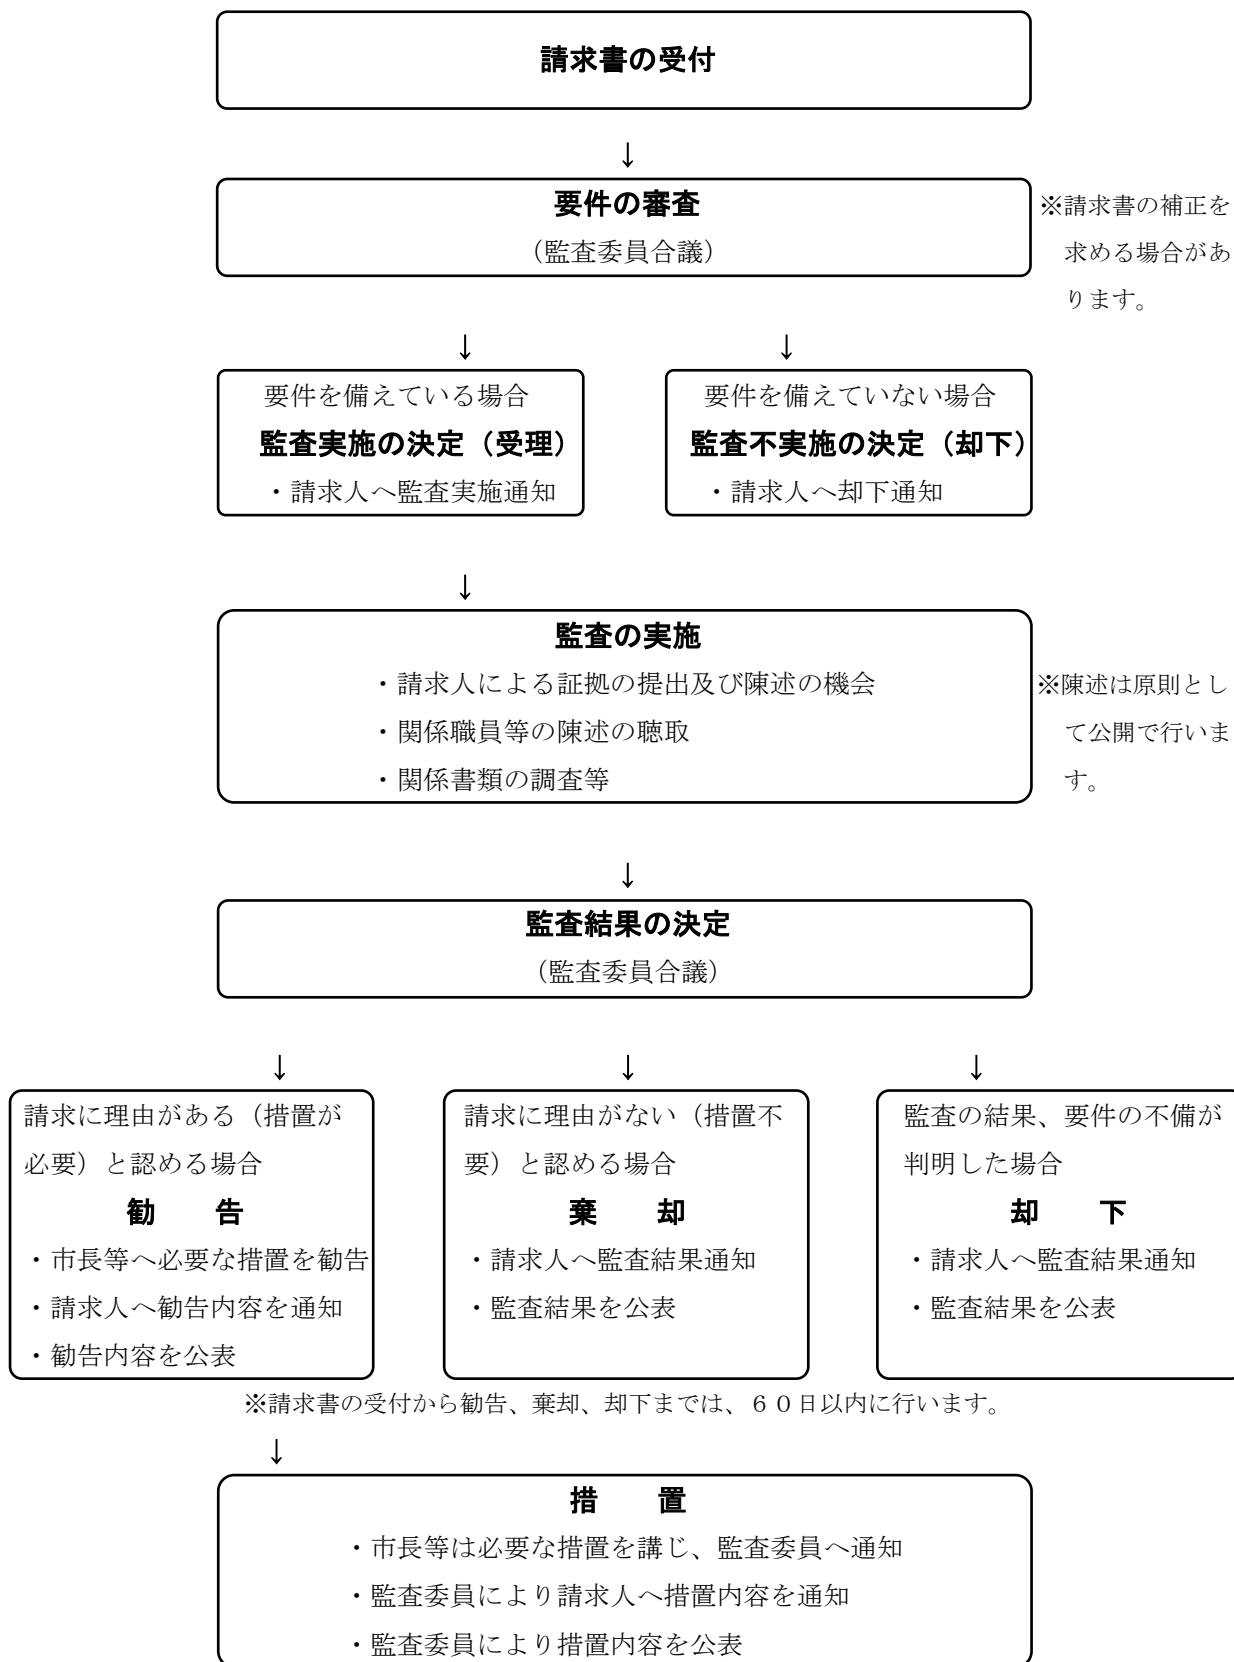 請求書の受付
↓
要件の審査
（監査委員合議）
※請求書の補正を
求める場合があ
ります。
↓ ↓
要件を備えている場合
監査実施の決定（受理）
・請求人へ監査実施通知
要件を備えていない場合
監査不実施の決定（却下）
・請求人へ却下通知
↓
監査の実施
・請求人による証拠の提出及び陳述の機会
・関係職員等の陳述の聴取
・関係書類の調査等
※陳述は原則とし
て公開で行いま
す。
↓
監査結果の決定
（監査委員合議）
↓ ↓ ↓
請求に理由がある（措置が
必要）と認める場合
勧　告
・市長等へ必要な措置を勧告
・請求人へ勧告内容を通知
・勧告内容を公表
請求に理由がない（措置不
要）と認める場合
棄　却
・請求人へ監査結果通知
・監査結果を公表
監査の結果、要件の不備が
判明した場合
却　下
・請求人へ監査結果通知
・監査結果を公表
※請求書の受付から勧告、棄却、却下までは、６０日以内に行います。
↓
措　置
・市長等は必要な措置を講じ、監査委員へ通知
・監査委員により請求人へ措置内容を通知
・監査委員により措置内容を公表